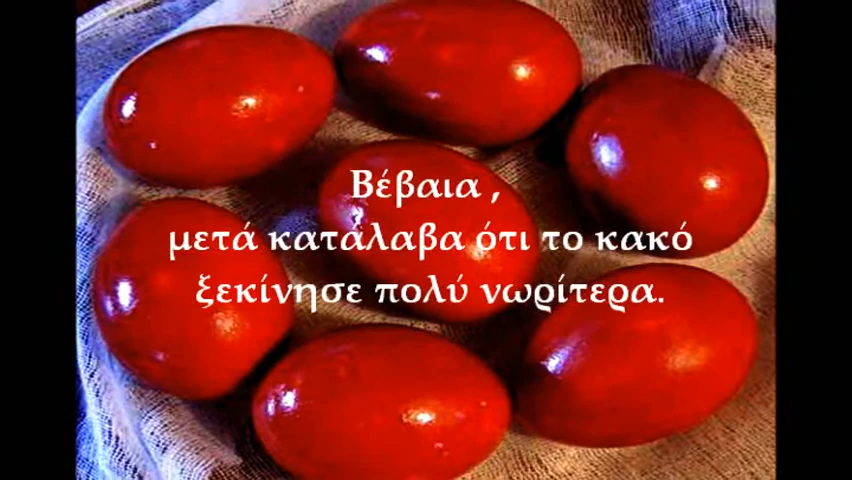 Βέβαια ,
μετά κατάλαβα ότι το κακό
ξεκίνησε πολύ νωρίτερα.